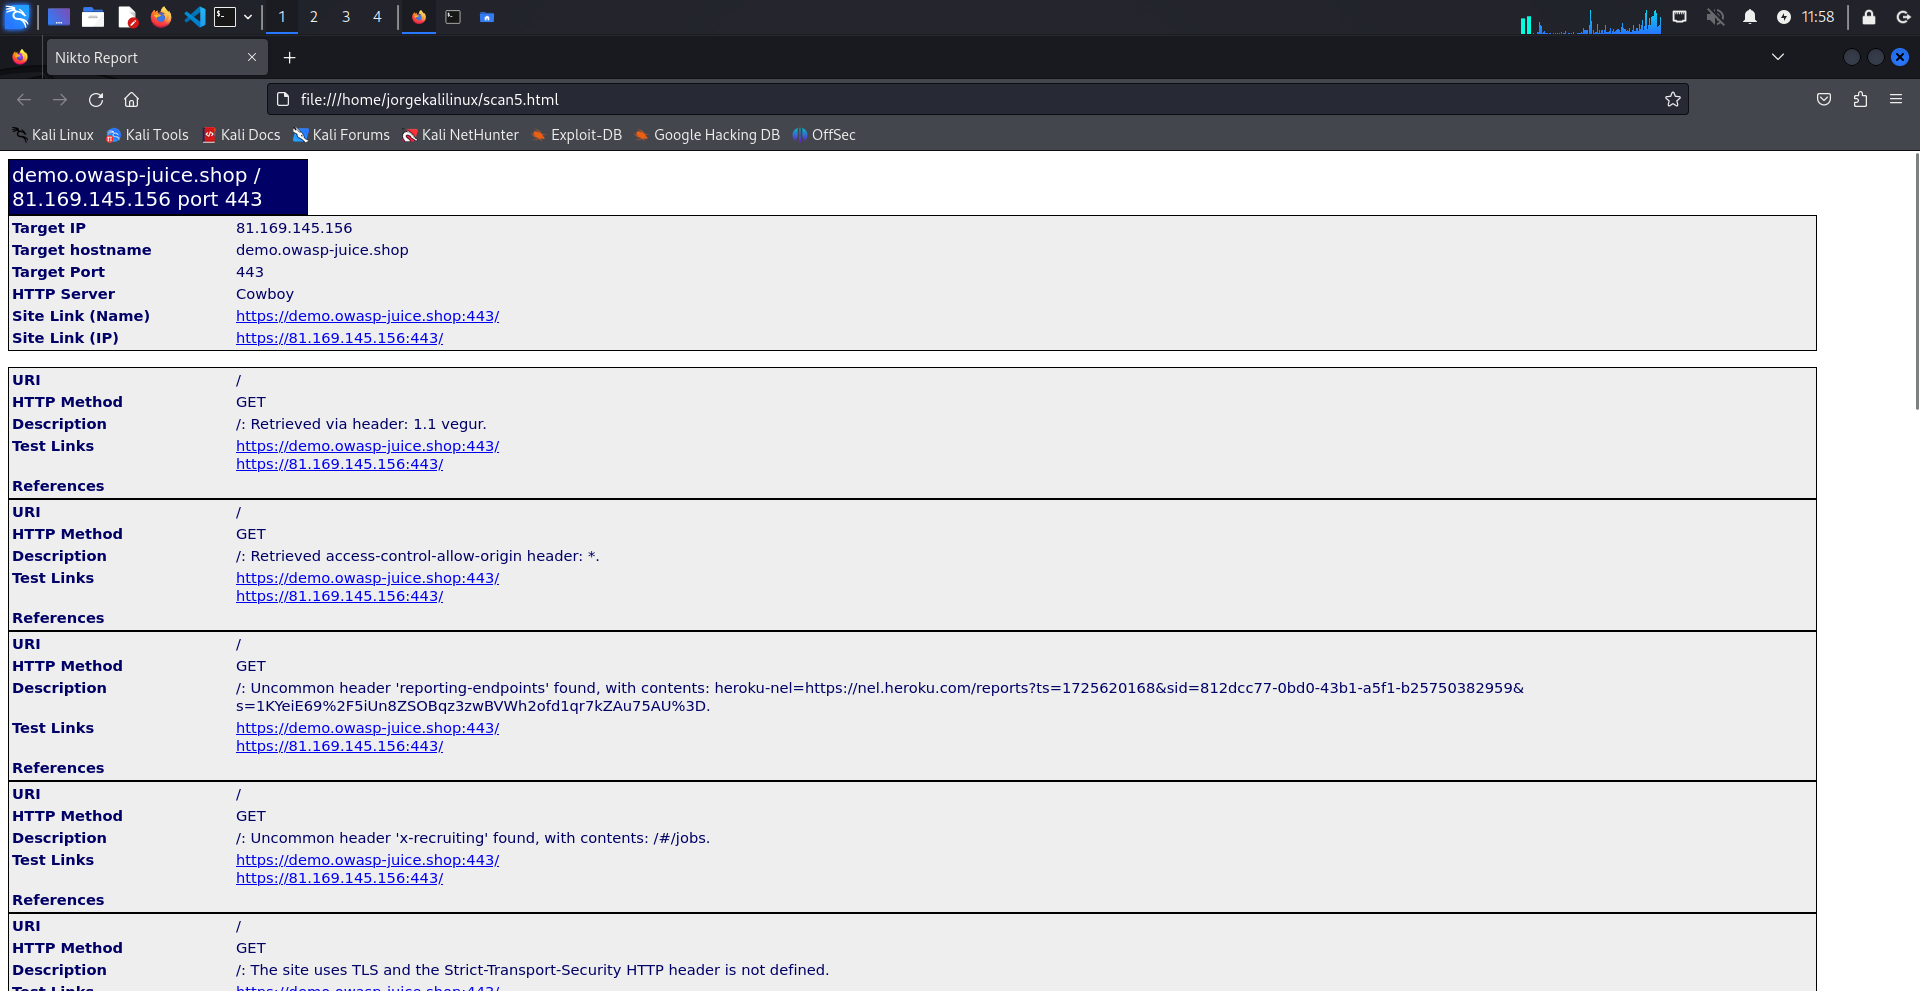 1 2 3 4 11:58
Nikto Report
file:///home/jorgekalilinux/scan5.html
Kali Linux Kali Tools Kali Docs Kali Forums Kali NetHunter Exploit-DB Google Hacking DB OffSec
demo.owasp-juice.shop /
81.169.145.156 port 443
Target IP 81.169.145.156
Target hostname demo.owasp-juice.shop
Target Port 443
HTTP Server Cowboy
Site Link (Name) https://demo.owasp-juice.shop:443/
Site Link (IP) https://81.169.145.156:443/
URI /
HTTP Method GET
Description /: Retrieved via header: 1.1 vegur.
Test Links https://demo.owasp-juice.shop:443/
https://81.169.145.156:443/
References
URI /
HTTP Method GET
Description /: Retrieved access-control-allow-origin header: *.
Test Links https://demo.owasp-juice.shop:443/
https://81.169.145.156:443/
References
URI /
HTTP Method GET
Description /: Uncommon header 'reporting-endpoints' found, with contents: heroku-nel=https://nel.heroku.com/reports?ts=1725620168&sid=812dcc77-0bd0-43b1-a5f1-b25750382959&
s=1KYeiE69%2F5iUn8ZSOBqz3zwBVWh2ofd1qr7kZAu75AU%3D.
Test Links https://demo.owasp-juice.shop:443/
https://81.169.145.156:443/
References
URI /
HTTP Method GET
Description /: Uncommon header 'x-recruiting' found, with contents: /#/jobs.
Test Links https://demo.owasp-juice.shop:443/
https://81.169.145.156:443/
References
URI /
HTTP Method GET
Description /: The site uses TLS and the Strict-Transport-Security HTTP header is not defined.
Test Links https://demo.owasp-juice.shop:443/